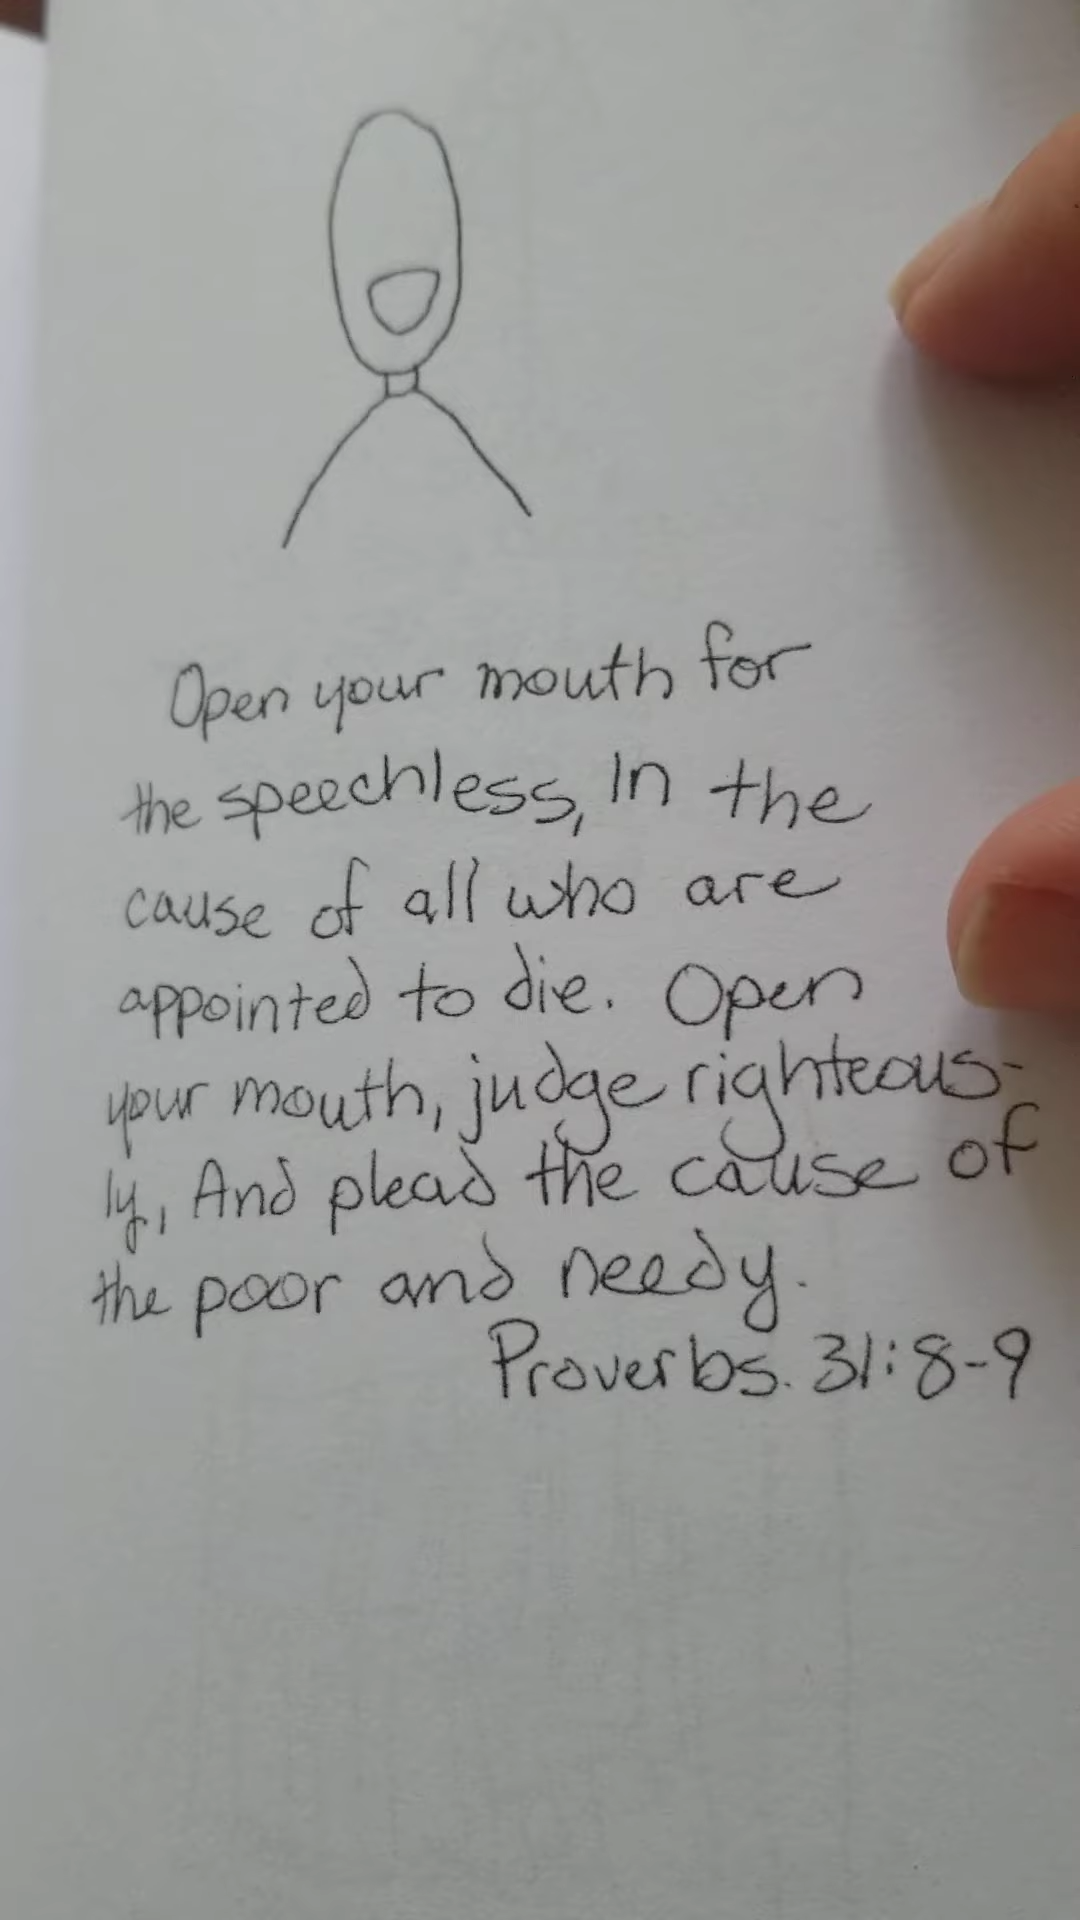 Open your mouth for
the speechless, In the
cause of all who are
appointed to die. Open
your mouth, judge righteous-
ly, And plead the cause of
the poor and needy.
Proverbs. 31:8-9